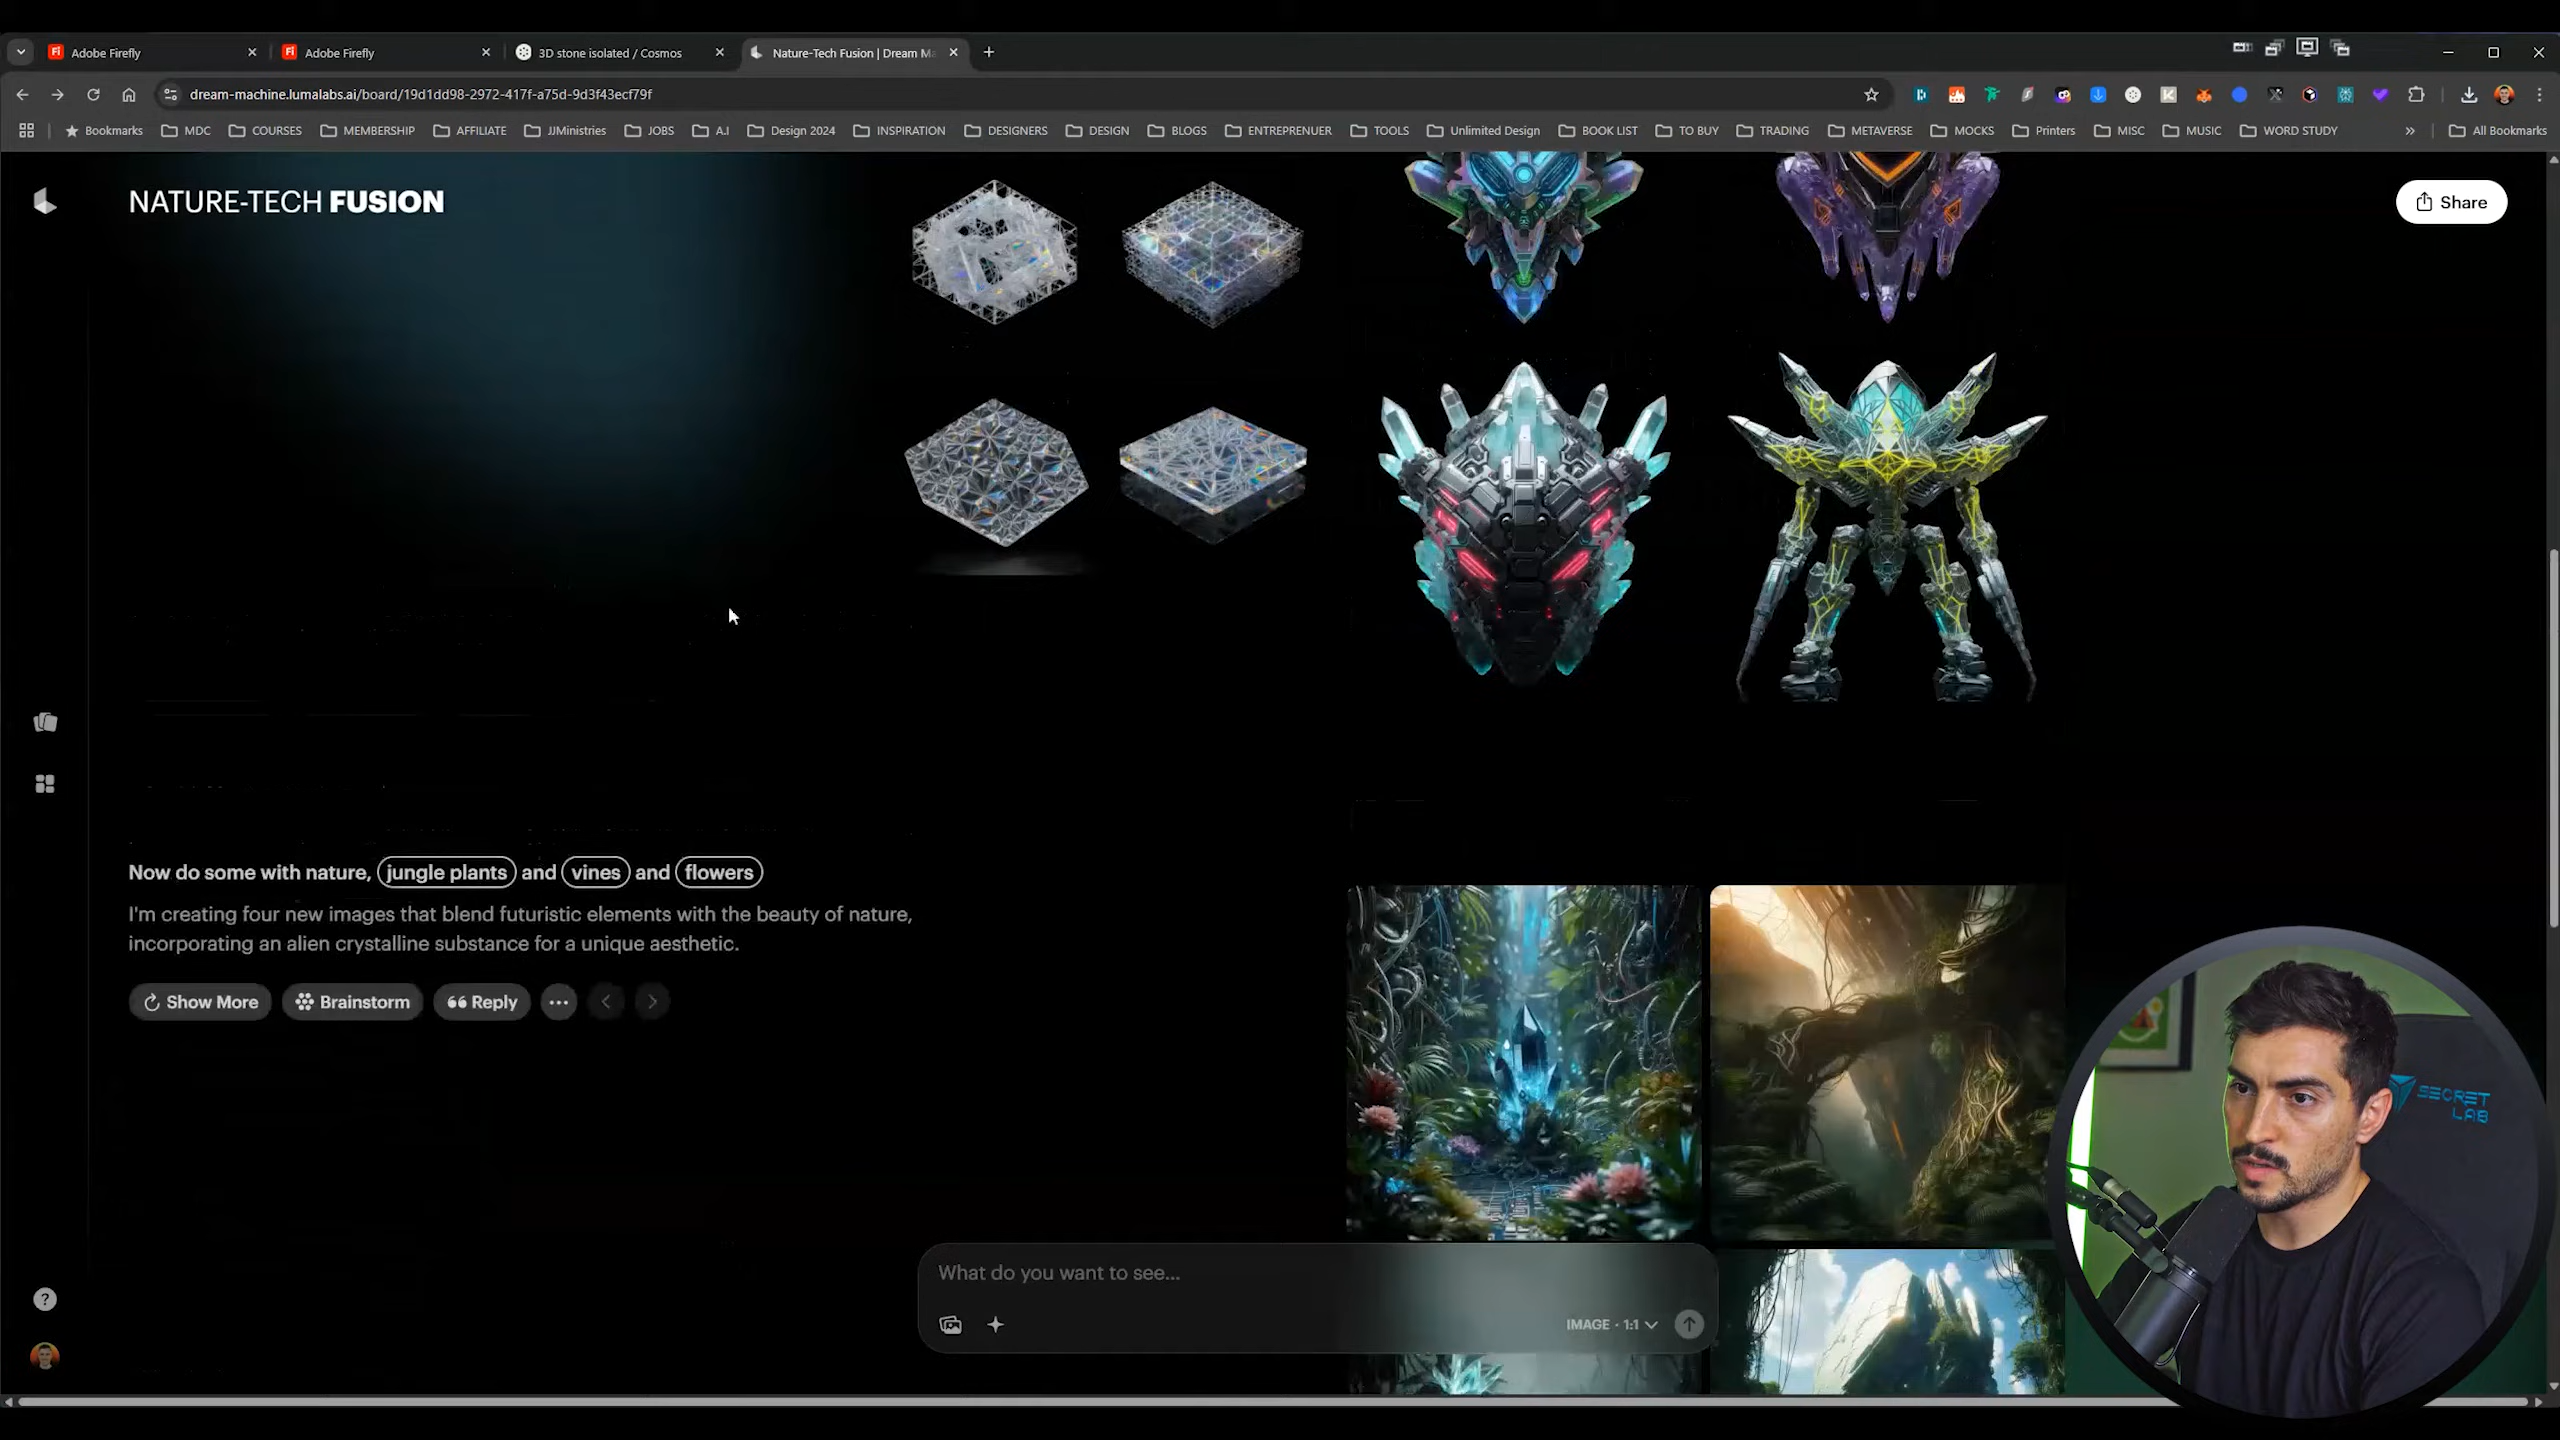 Adobe Firefly
Adobe Firefly
3D stone isolated / Cosmos
Nature-Tech Fusion | Dream Ma
dream-machine.lumalabs.ai/board/19d1dd98-2972-417f-a75d-9d3f43ecf79f
Bookmarks MDC COURSES MEMBERSHIP AFFILIATE JJMinistries JOBS A.I Design 2024 INSPIRATION DESIGNERS DESIGN BLOGS ENTREPRENUER TOOLS Unlimited Design BOOK LIST TO BUY TRADING METAVERSE MOCKS Printers MISC MUSIC WORD STUDY » All Bookmarks
NATURE-TECH FUSION
Share
Now do some with nature, jungle plants and vines and flowers
I'm creating four new images that blend futuristic elements with the beauty of nature,
incorporating an alien crystalline substance for a unique aesthetic.
Show More Brainstorm Reply
What do you want to see...
IMAGE · 1:1
SECRET
LAB